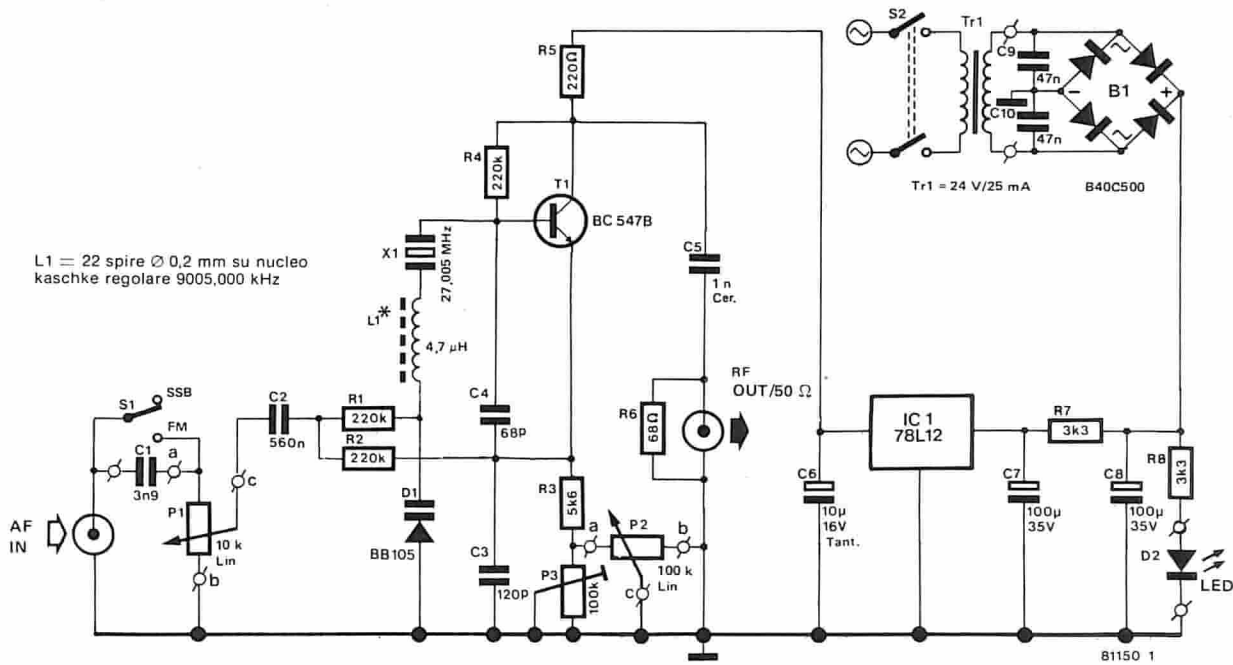 S2
Tr1
C9
47n
C10
47n
B1
−
+
Tr1 = 24 V/25 mA
B40C500
R5
220Ω
R4
220k
T1
BC 547B
X1
27,005 MHz
L1*
4,7 µH
L1 = 22 spire Ø 0,2 mm su nucleo
kaschke regolare 9005,000 kHz
C5
1 n
Cer.
RF
OUT/50 Ω
R6
68Ω
S1
SSB
FM
C1
a
3n9
C2
560n
R1
220k
R2
220k
C4
68p
c
P1
10 k
Lin
b
AF
IN
D1
BB105
C3
120p
R3
5k6
a
P2
b
100 k
Lin
c
P3
100k
IC 1
78L12
R7
3k3
R8
3k3
C6
10µ
16V
Tant.
C7
100µ
35V
C8
100µ
35V
D2
LED
81150 1